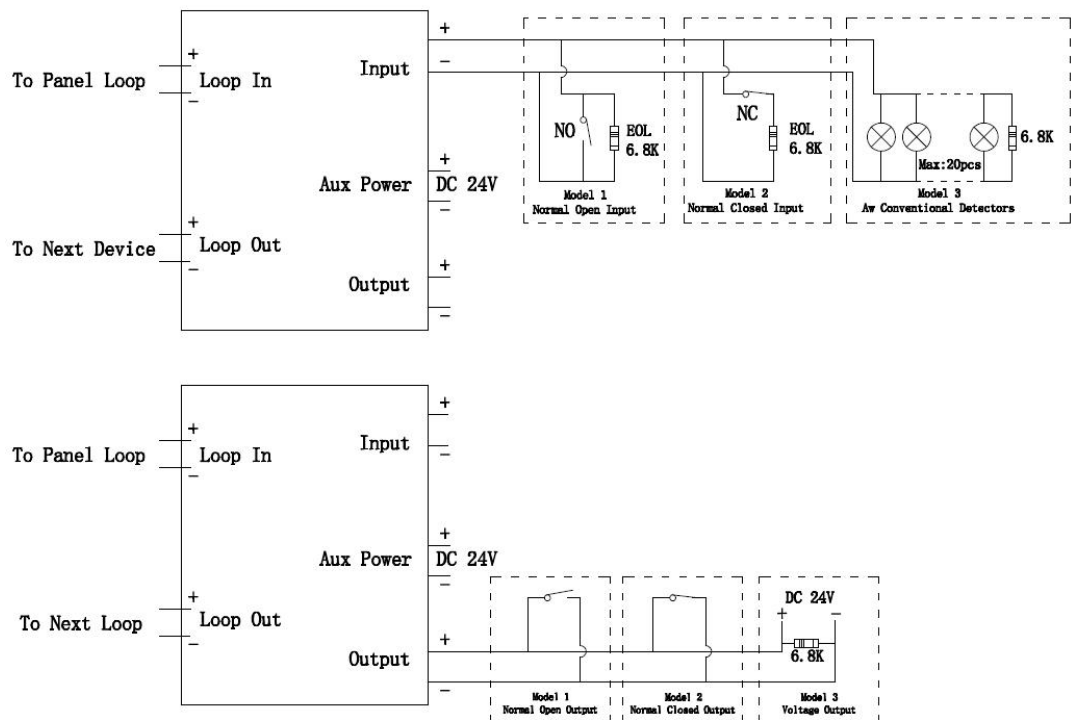 +
Input
−
+
To Panel Loop
Loop In
−
NO
EOL
6.8K
NC
EOL
6.8K
6.8K
Max:20pcs
+
Aux Power
DC 24V
−
Model 1
Normal Open Input
Model 2
Normal Closed Input
Model 3
Aw Conventional Detectors
+
To Next Device
Loop Out
−
+
Output
−
+
Input
−
+
To Panel Loop
Loop In
−
+
Aux Power
DC 24V
−
+
To Next Loop
Loop Out
−
DC 24V
+ −
6.8K
+
Output
−
Model 1
Normal Open Output
Model 2
Normal Closed Output
Model 3
Voltage Output